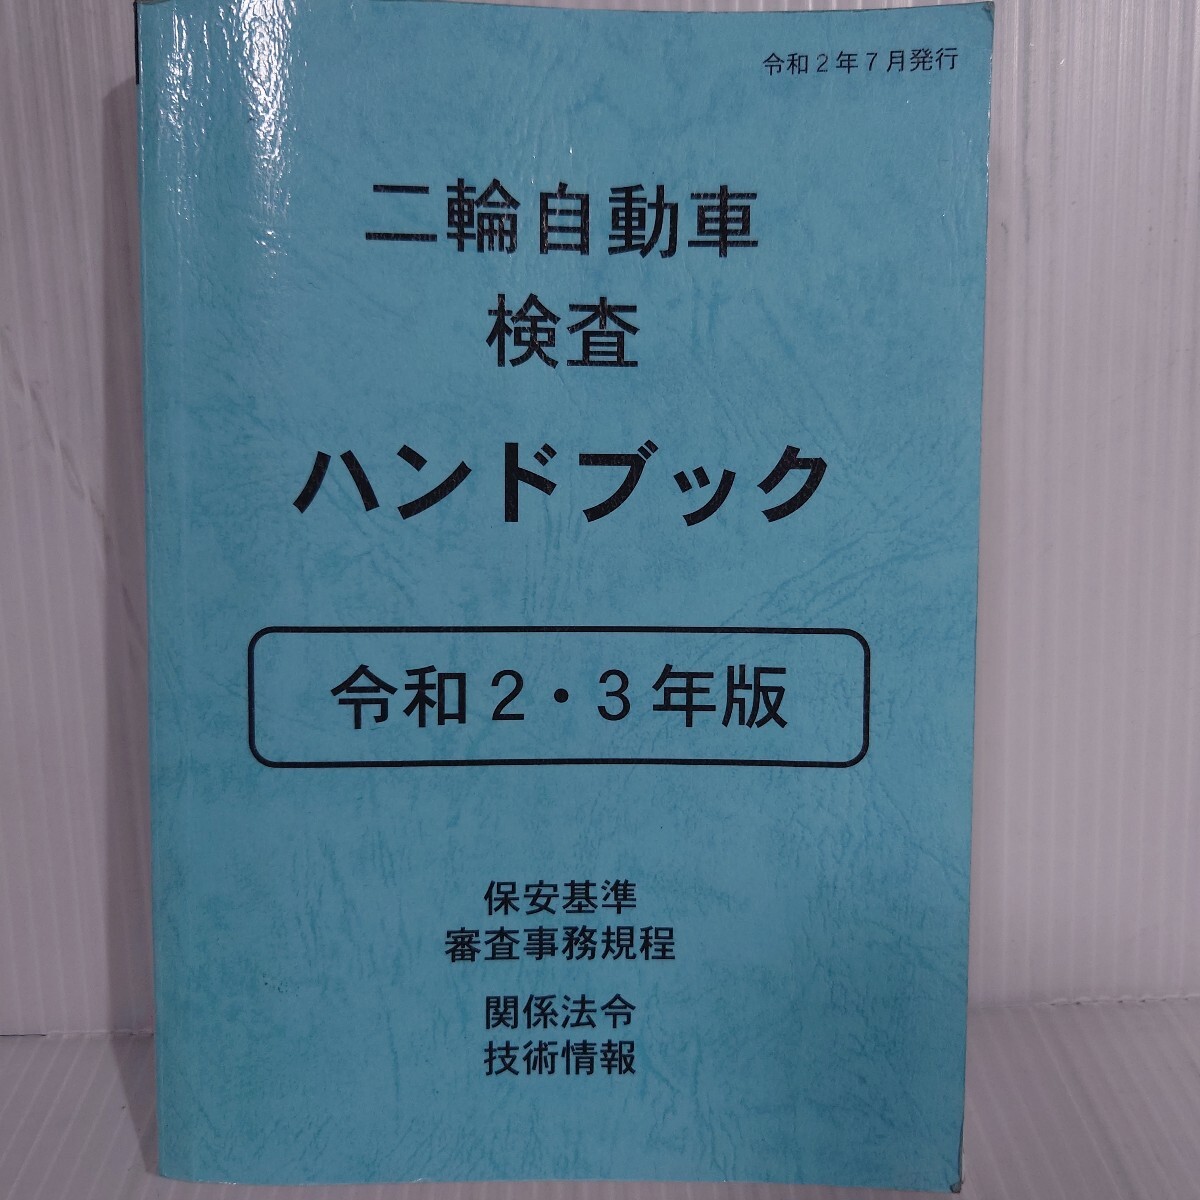 令和2年7月発行
二輪自動車
検査
ハンドブック
令和2・3年版
保安基準
審査事務規程
関係法令
技術情報